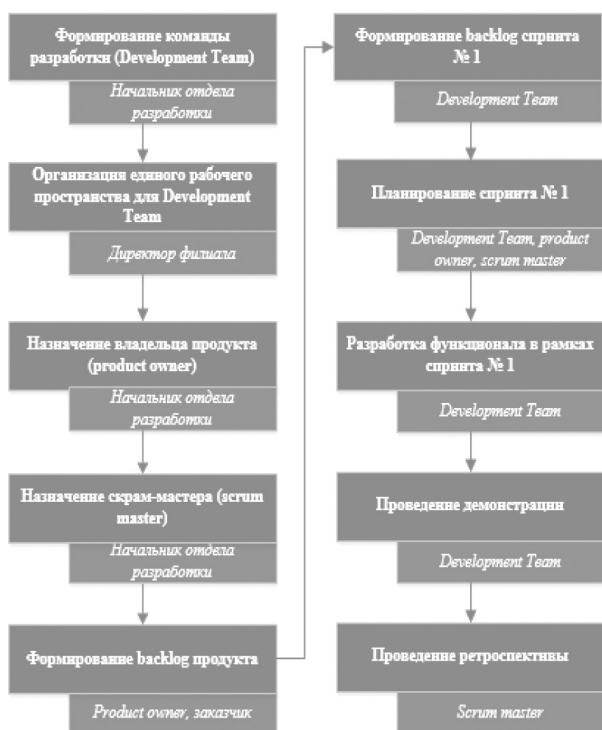 Формирование команды
разработки (Development Team)
Начальник отдела
разработки
Организация единого рабочего
пространства для Development
Team
Директор филиала
Назначение владельца продукта
(product owner)
Начальник отдела
разработки
Назначение скрам-мастера (scrum
master)
Начальник отдела
разработки
Формирование backlog продукта
Product owner, заказчик
Формирование backlog спринта
№ 1
Development Team
Планирование спринта № 1
Development Team, product
owner, scrum master
Разработка функционала в рамках
спринта № 1
Development Team
Проведение демонстрации
Development Team
Проведение ретроспективы
Scrum master